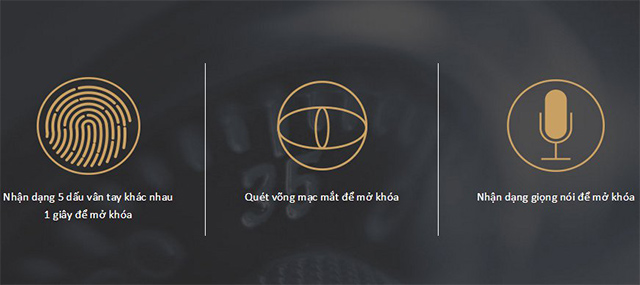 Nhận dạng 5 dấu vân tay khác nhau
1 giây để mở khóa
Quét võng mạc mắt để mở khóa
Nhận dạng giọng nói để mở khóa